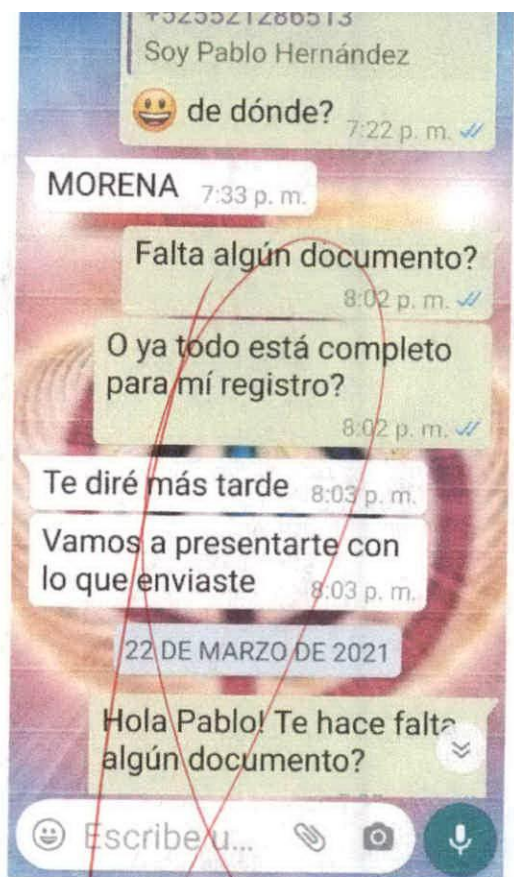 +525521286513
Soy Pablo Hernández
😃 de dónde?
7:22 p. m.
MORENA 7:33 p. m.
Falta algún documento?
8:02 p. m.
O ya todo está completo
para mí registro?
8:02 p. m.
Te diré más tarde 8:03 p. m.
Vamos a presentarte con
lo que enviaste 8:03 p. m.
22 DE MARZO DE 2021
Hola Pablo! Te hace falta
algún documento?
Escribe u...